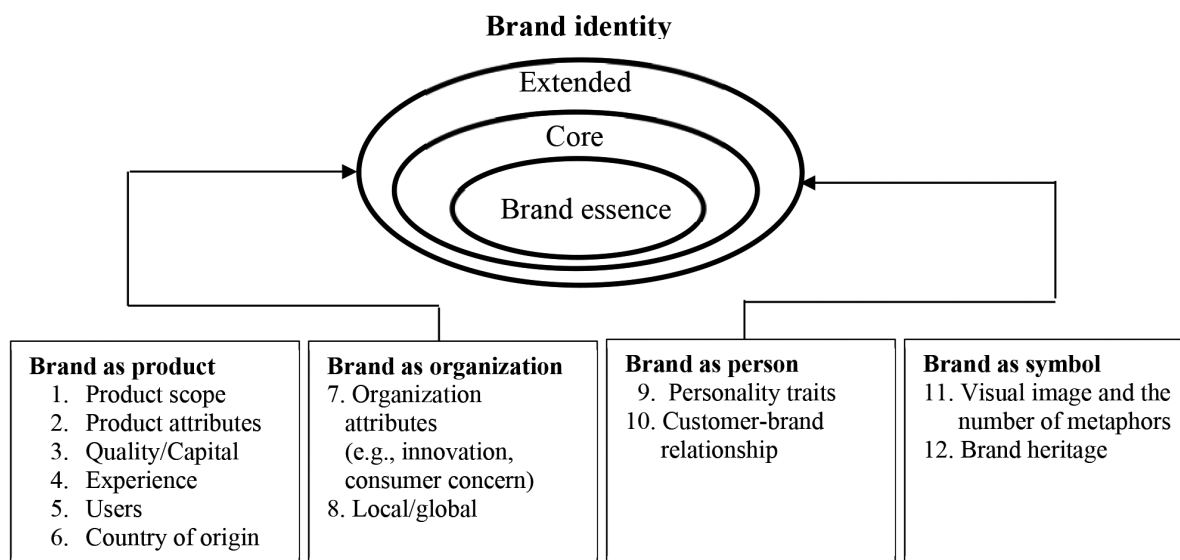 Brand identity
Extended
Core
Brand essence
Brand as product
1. Product scope
2. Product attributes
3. Quality/Capital
4. Experience
5. Users
6. Country of origin
Brand as organization
7. Organization
attributes
(e.g., innovation,
consumer concern)
8. Local/global
Brand as person
9. Personality traits
10. Customer-brand
relationship
Brand as symbol
11. Visual image and the
number of metaphors
12. Brand heritage